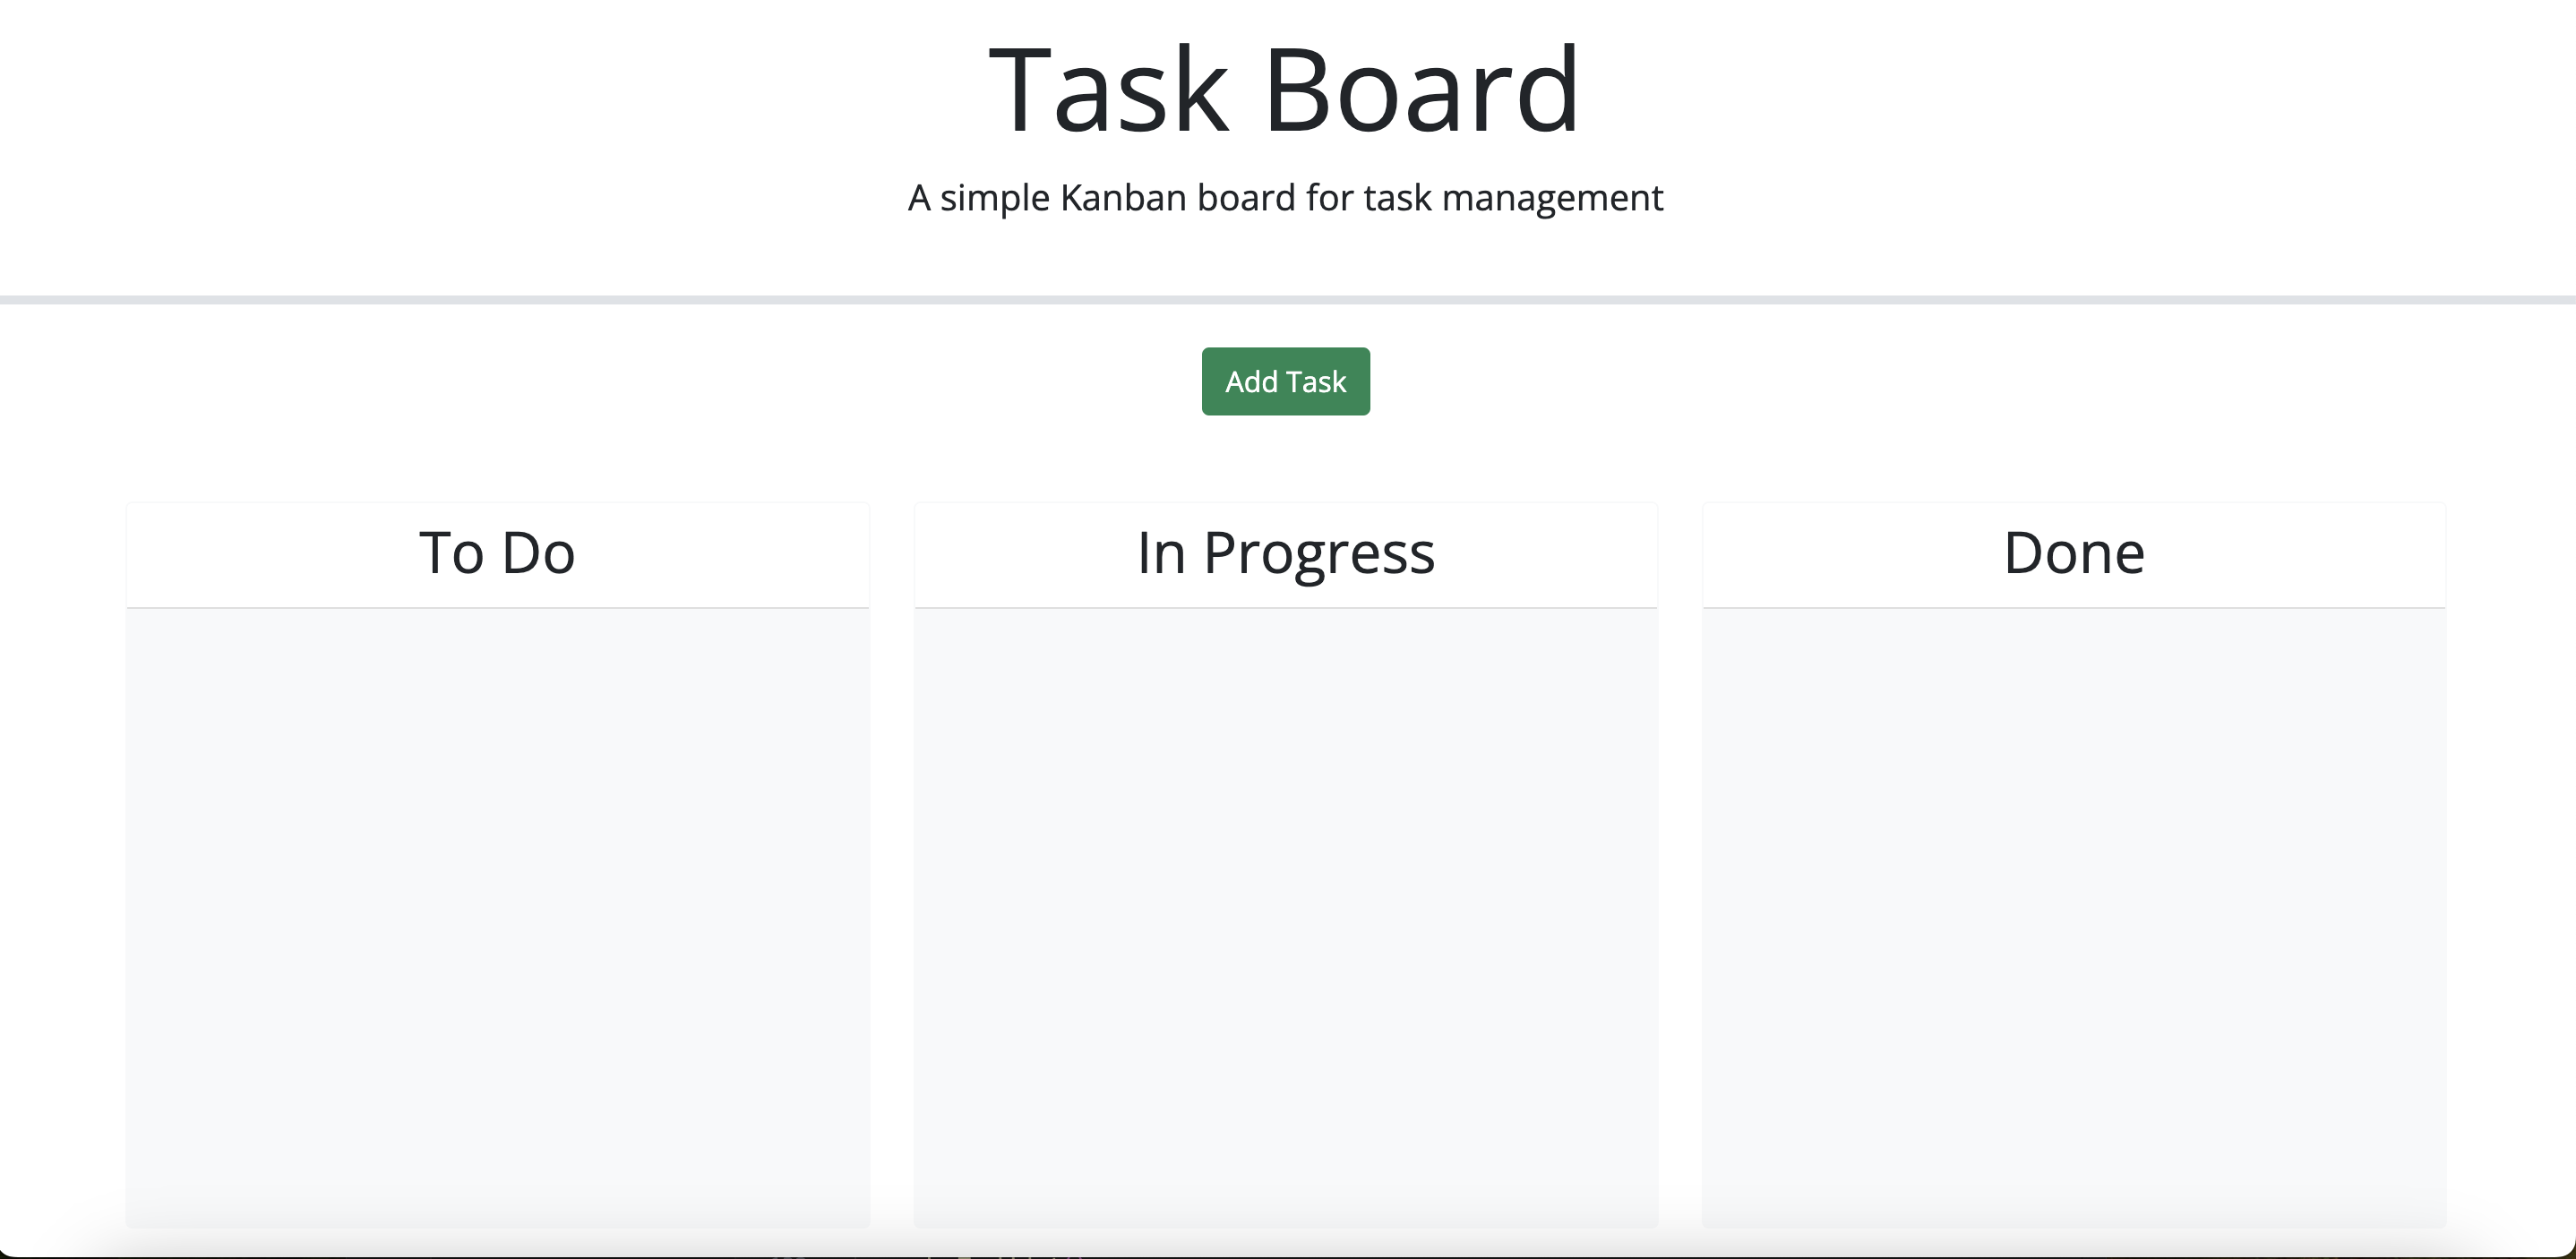 Task Board
A simple Kanban board for task management
Add Task
To Do
In Progress
Done